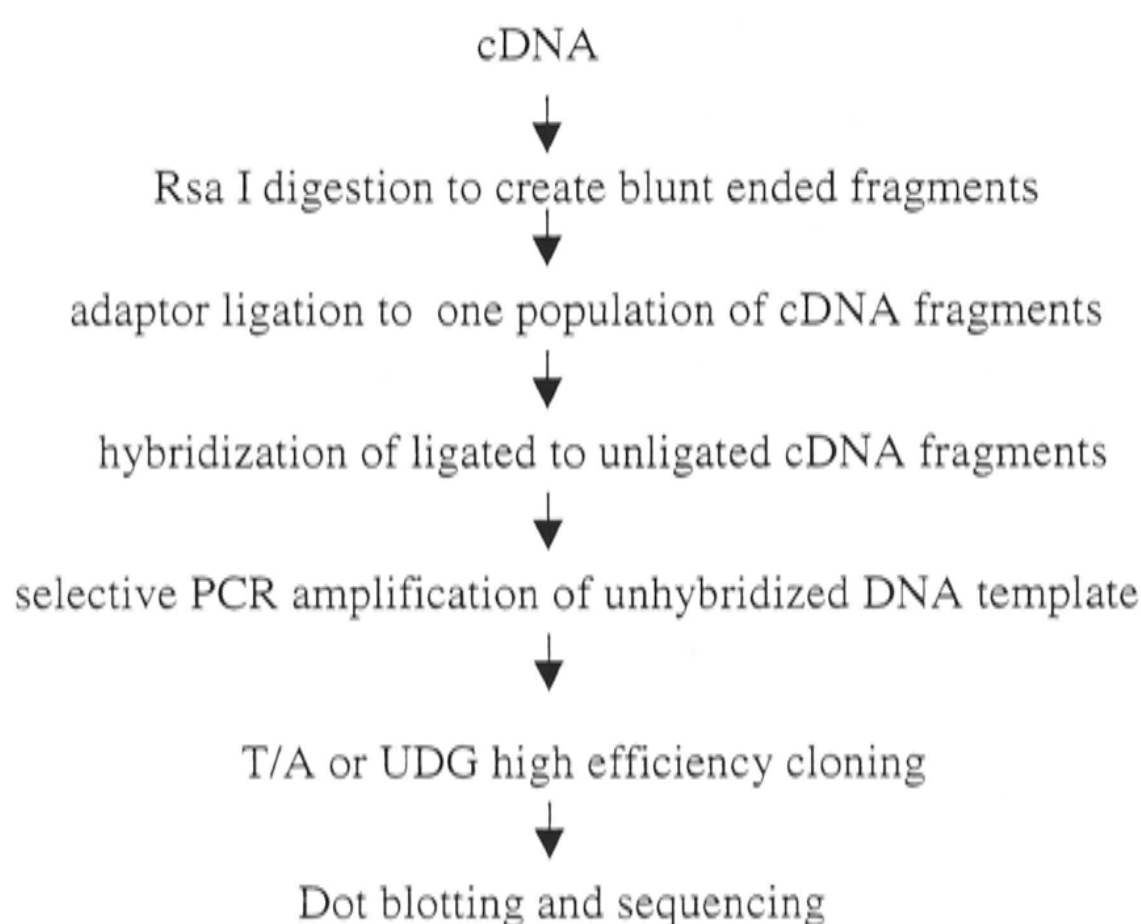 cDNA
Rsa I digestion to create blunt ended fragments
adaptor ligation to one population of cDNA fragments
hybridization of ligated to unligated cDNA fragments
selective PCR amplification of unhybridized DNA template
T/A or UDG high efficiency cloning
Dot blotting and sequencing